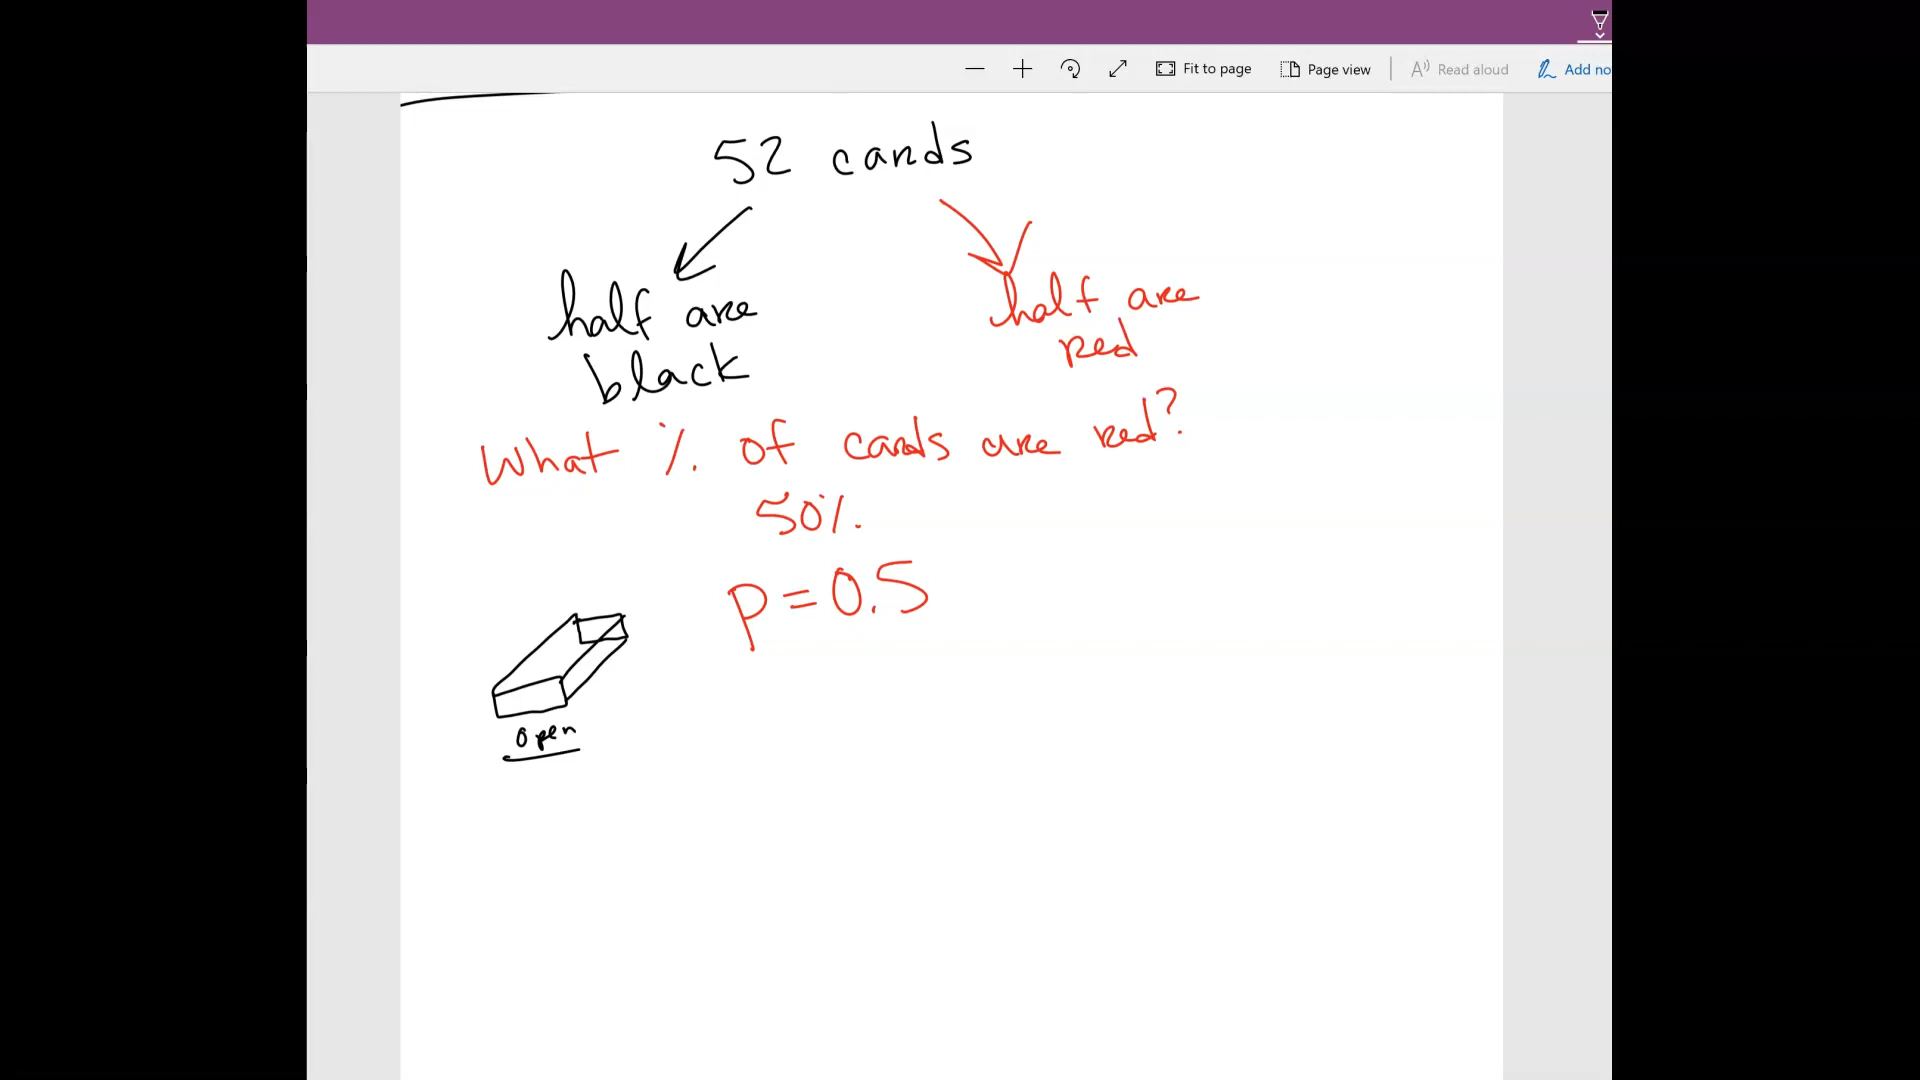 Fit to page
Page view
Read aloud
Add no
52 cards
half are
black
half are
red
What % of cards are red?
50%
p=0.5
open